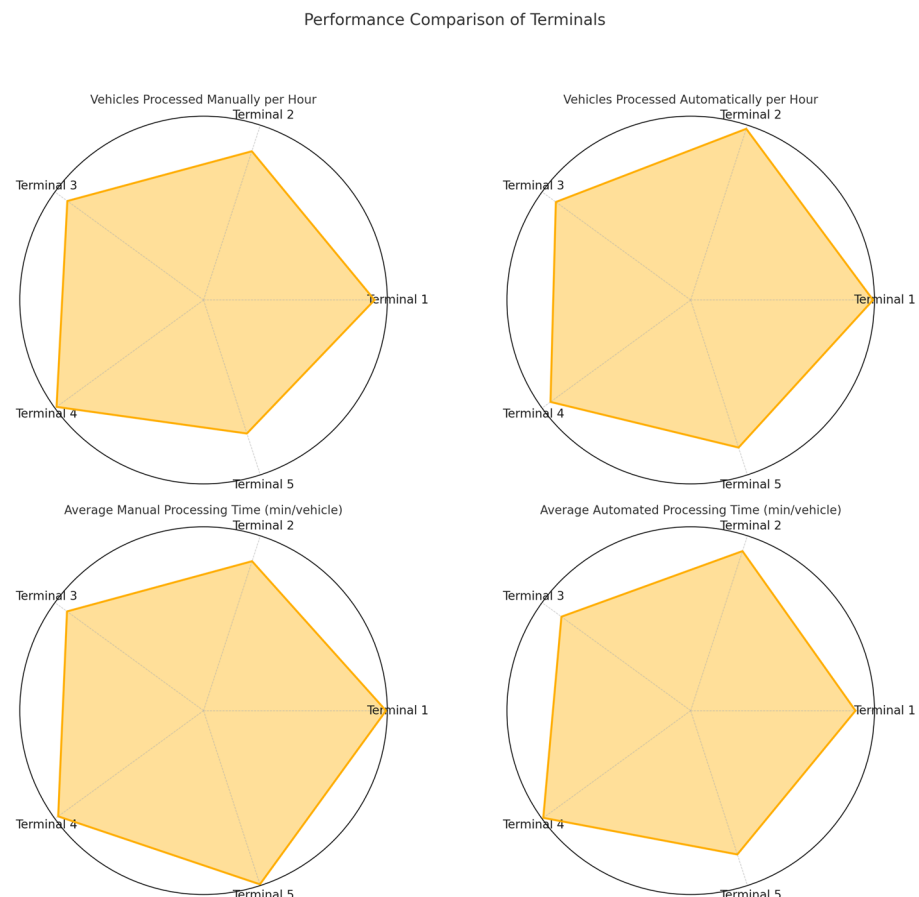 Performance Comparison of Terminals
Vehicles Processed Manually per Hour
Terminal 2
Terminal 3
Terminal 1
Terminal 4
Terminal 5
Vehicles Processed Automatically per Hour
Terminal 2
Terminal 3
Terminal 1
Terminal 4
Terminal 5
Average Manual Processing Time (min/vehicle)
Terminal 2
Terminal 3
Terminal 1
Terminal 4
Terminal 5
Average Automated Processing Time (min/vehicle)
Terminal 2
Terminal 3
Terminal 1
Terminal 4
Terminal 5